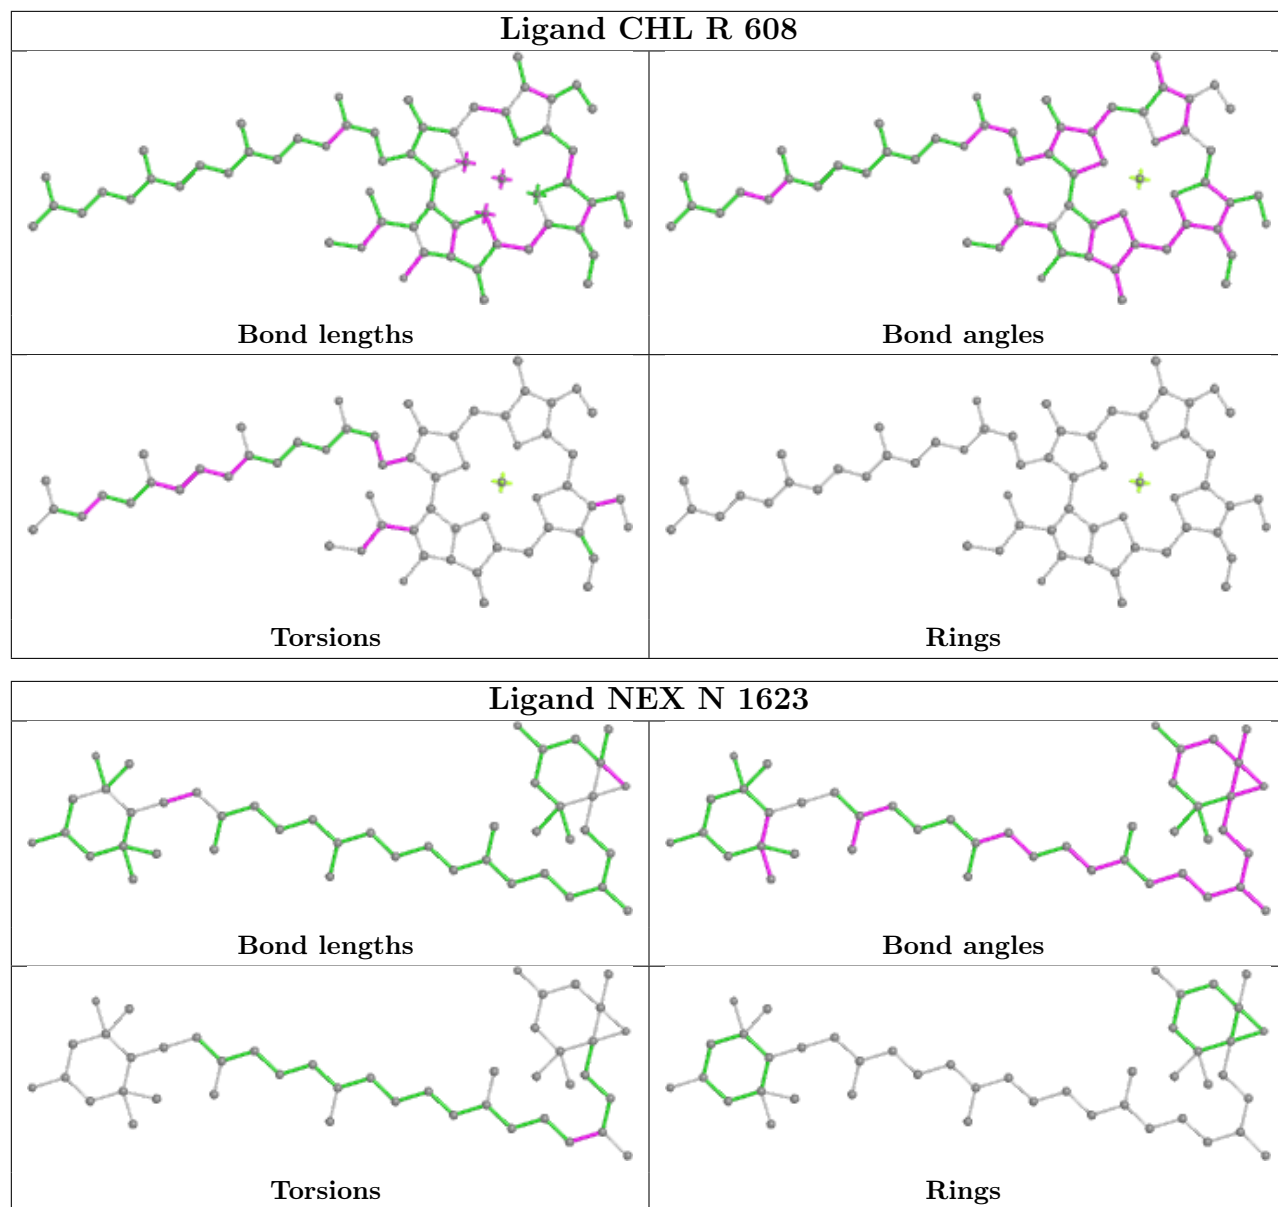 Ligand CHL R 608
Bond lengths
Bond angles
Torsions
Rings
Ligand NEX N 1623
Bond lengths
Bond angles
Torsions
Rings